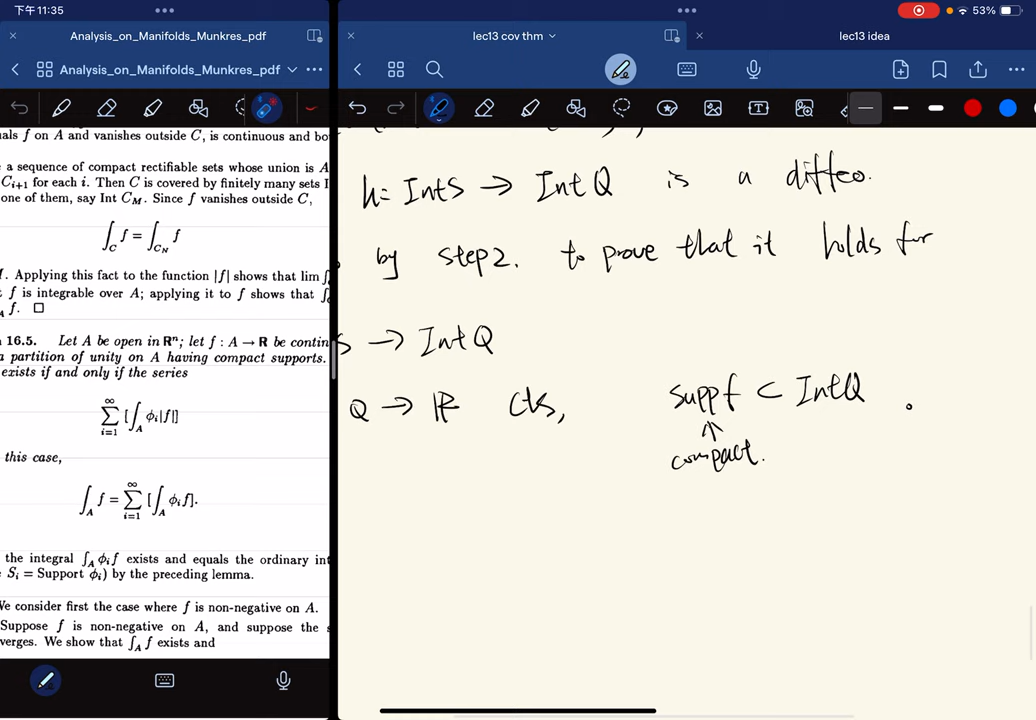 下午11:35
53%
Analysis_on_Manifolds_Munkres_pdf
Analysis_on_Manifolds_Munkres_pdf
lec13 cov thm
lec13 idea
als f on A and vanishes outside C, is continuous and bo
a sequence of compact rectifiable sets whose union is A
C_{i+1} for each i. Then C is covered by finitely many sets I
one of them, say Int C_M. Since f vanishes outside C,
∫_C f = ∫_{C_N} f
. Applying this fact to the function |f| shows that lim ∫
f is integrable over A; applying it to f shows that ∫
f. □
16.5. Let A be open in R^n; let f : A → R be contin
a partition of unity on A having compact supports.
exists if and only if the series
∞
∑ [∫_A φ_i|f|]
i=1
this case,
∞
∫_A f = ∑ [∫_A φ_i f].
i=1
the integral ∫_A φ_i f exists and equals the ordinary int
S_i = Support φ_i) by the preceding lemma.
We consider first the case where f is non-negative on A.
Suppose f is non-negative on A, and suppose the s
verges. We show that ∫_A f exists and
h: Int S → Int Q is a diffeo.
by step 2. to prove that it holds for
S → Int Q
Q → ℝ cts, supp f ⊂ Int Q
↑
compact.